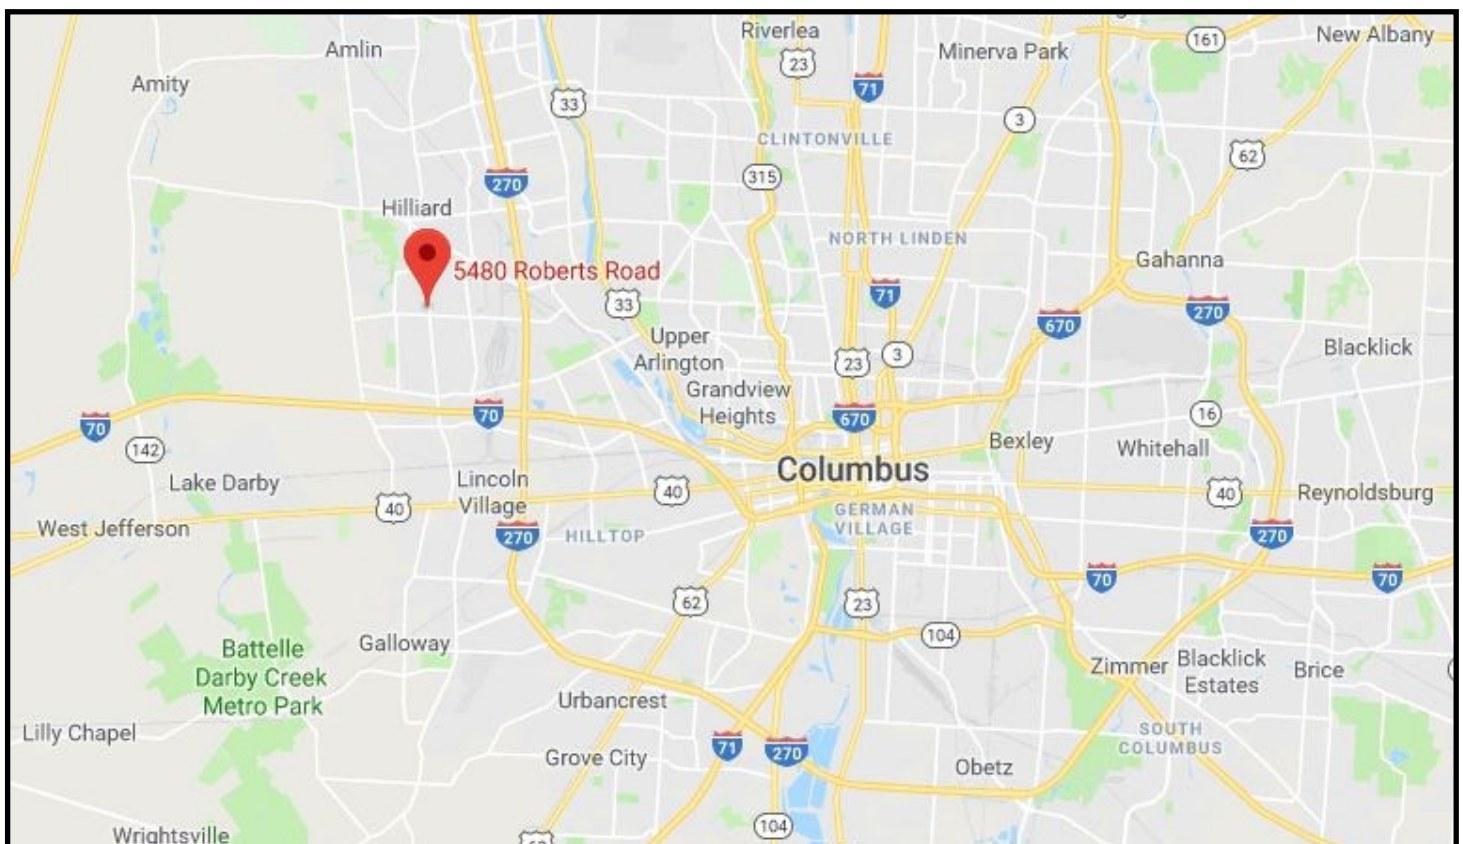 Riverlea
New Albany
161
Amlin
Minerva Park
23
Amity
71
33
3
CLINTONVILLE
62
315
270
Hilliard
NORTH LINDEN
Gahanna
5480 Roberts Road
71
33
270
670
Upper
Arlington
Blacklick
3
23
Grandview
Heights
670
16
70
70
Bexley
Whitehall
142
Columbus
Lake Darby
Lincoln
Village
40
40
Reynoldsburg
40
GERMAN
VILLAGE
West Jefferson
270
HILLTOP
270
70
70
62
23
104
Galloway
Battelle
Darby Creek
Metro Park
Zimmer
Blacklick
Estates
Brice
Urbancrest
Lilly Chapel
SOUTH
COLUMBUS
71
270
Grove City
Obetz
104
Wrightsville